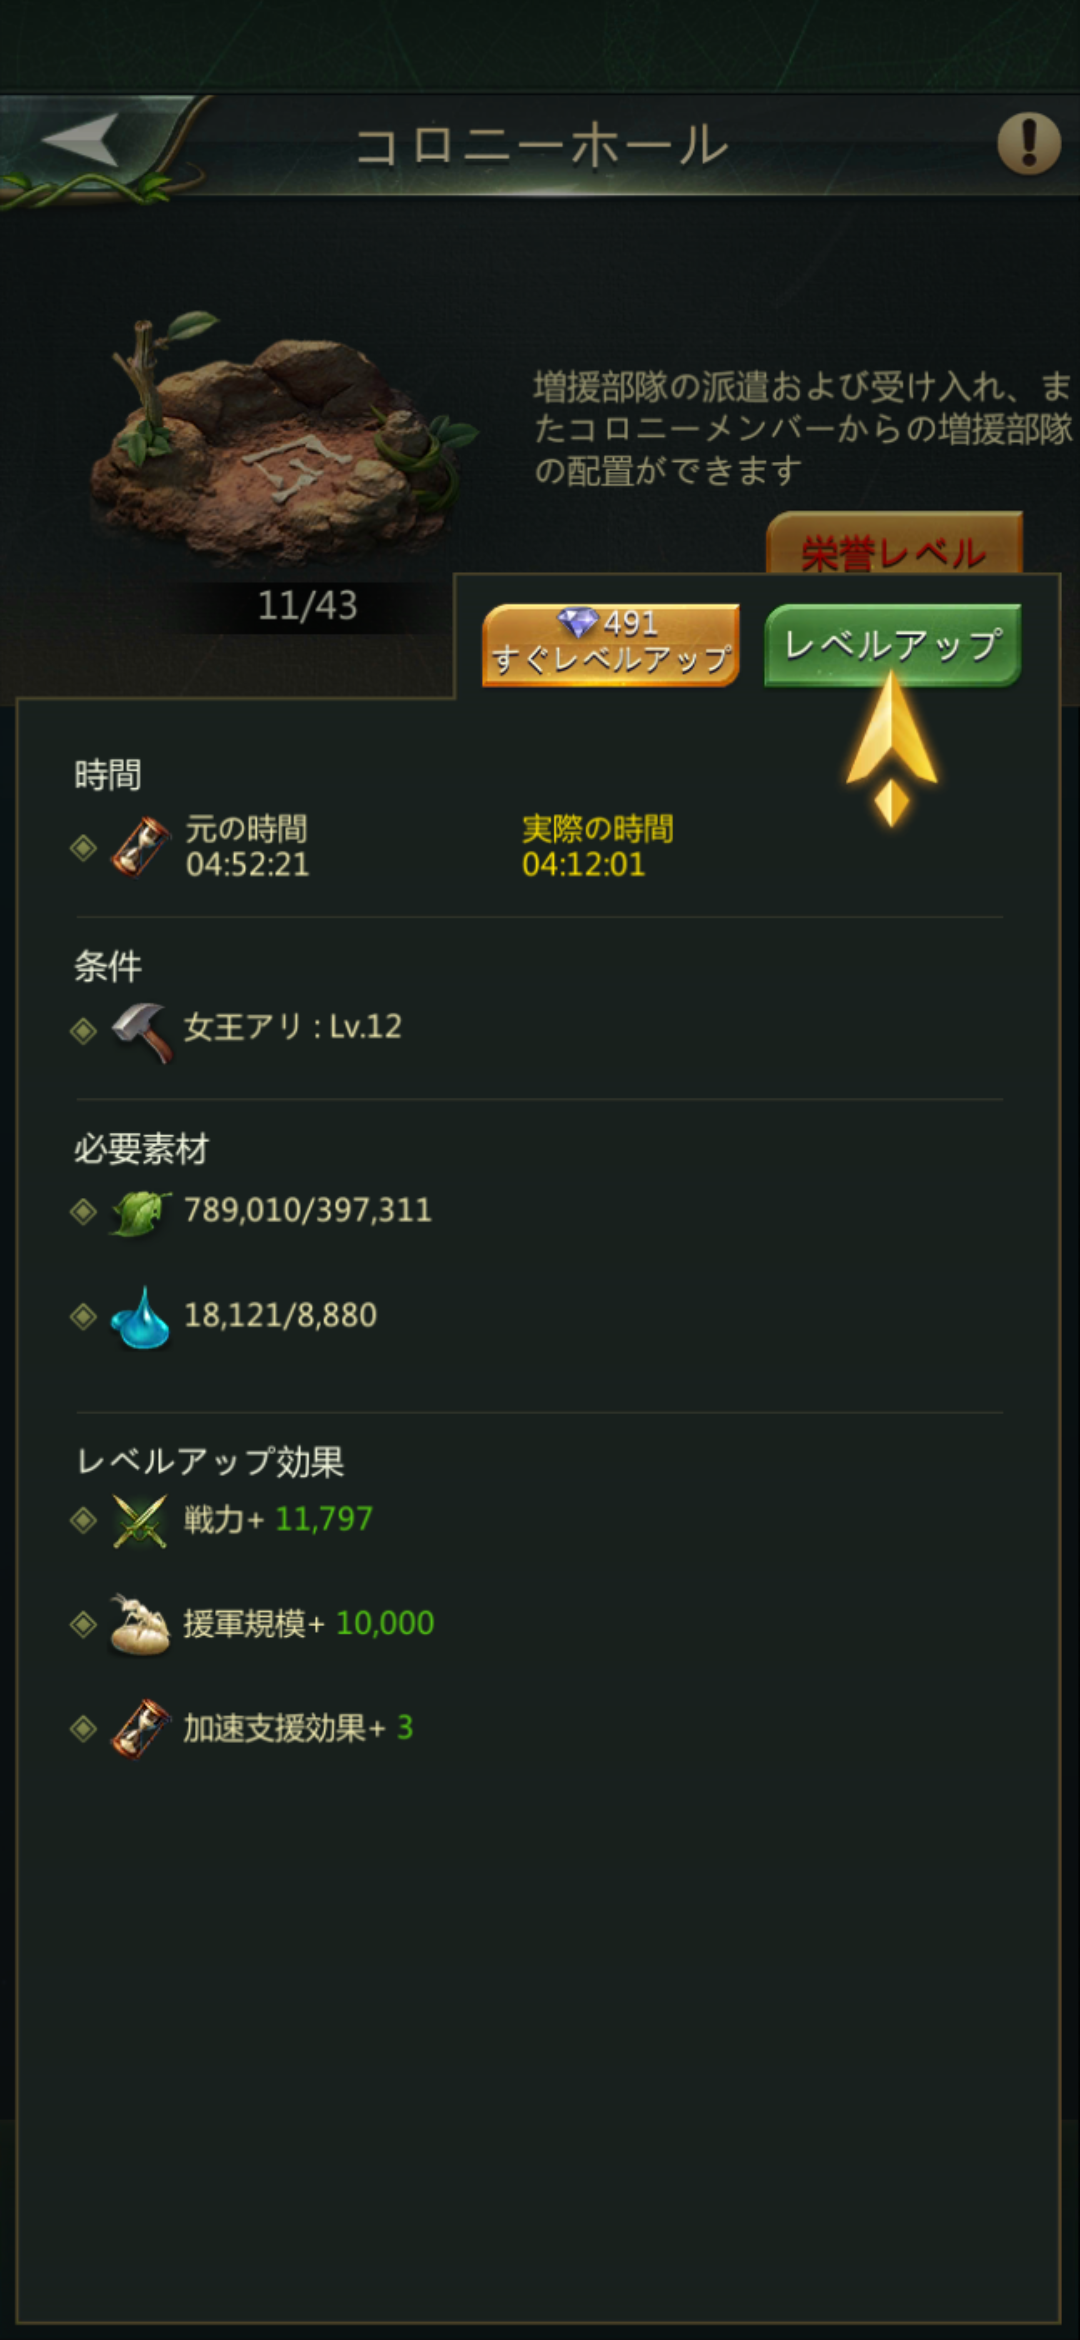 コロニーホール
増援部隊の派遣および受け入れ、ま
たコロニーメンバーからの増援部隊
の配置ができます
栄誉レベル
11/43
491
すぐレベルアップ
レベルアップ
時間
元の時間
04:52:21
実際の時間
04:12:01
条件
女王アリ : Lv.12
必要素材
789,010/397,311
18,121/8,880
レベルアップ効果
戦力+ 11,797
援軍規模+ 10,000
加速支援効果+ 3